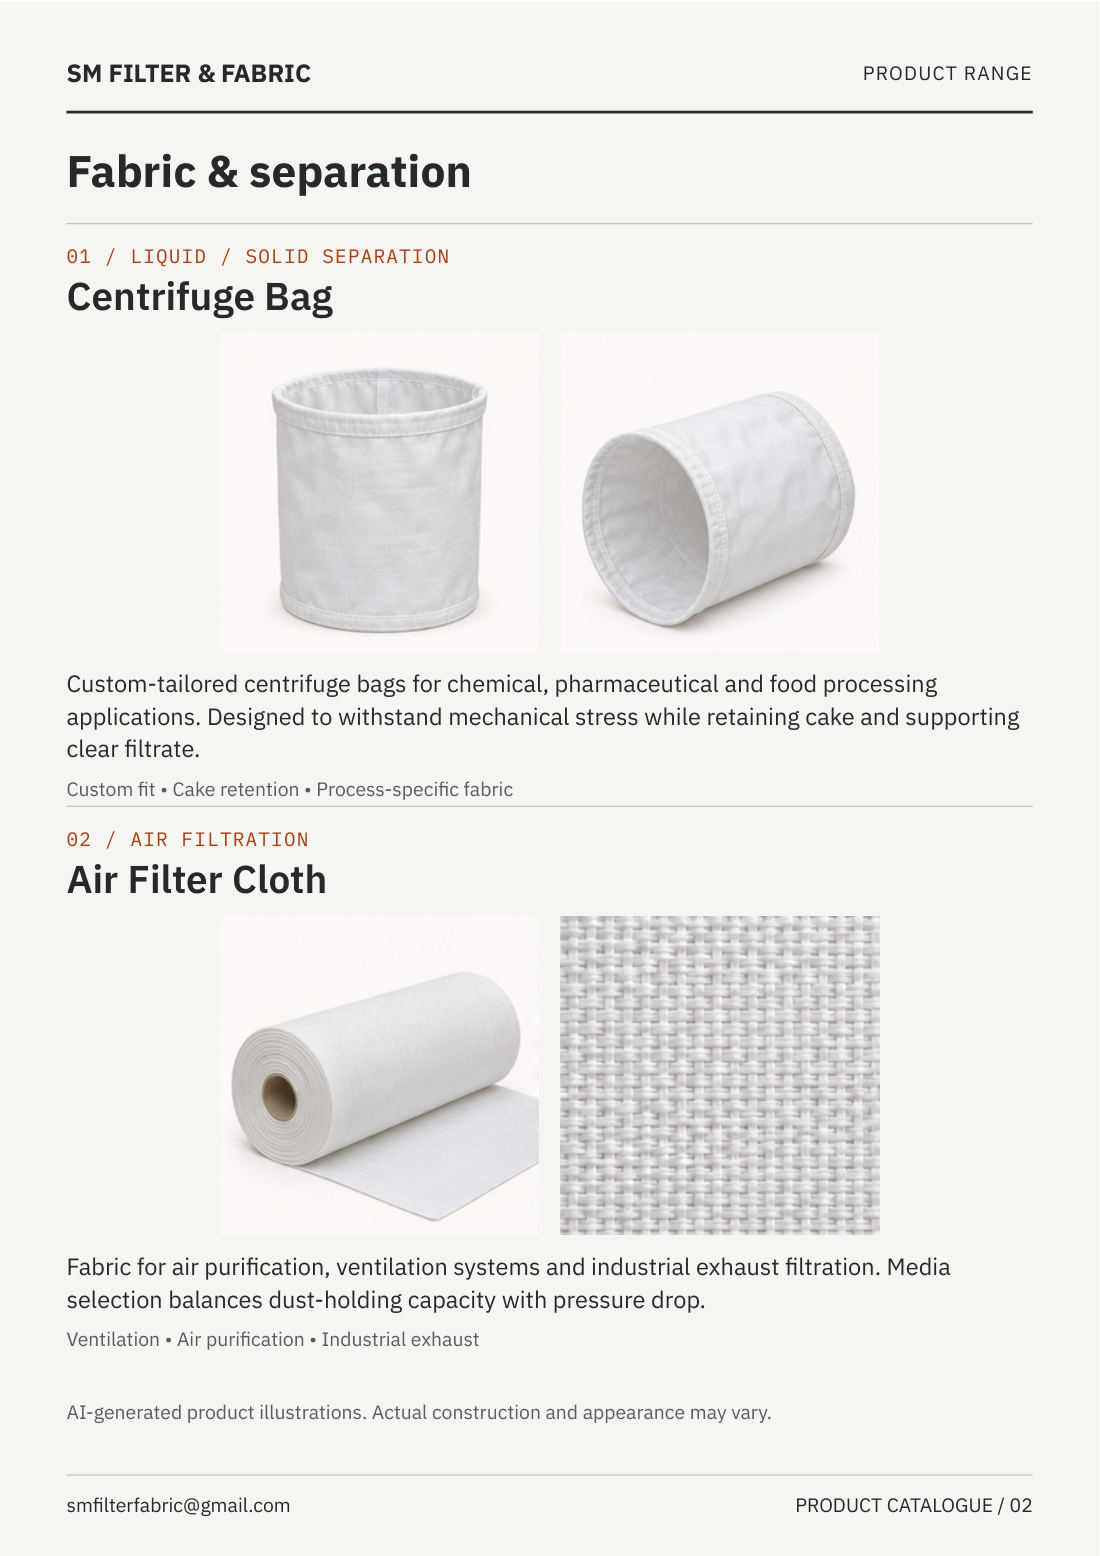 SM FILTER & FABRIC
PRODUCT RANGE
Fabric & separation
01 / LIQUID / SOLID SEPARATION
Centrifuge Bag
Custom-tailored centrifuge bags for chemical, pharmaceutical and food processing
applications. Designed to withstand mechanical stress while retaining cake and supporting
clear filtrate.
Custom fit • Cake retention • Process-specific fabric
02 / AIR FILTRATION
Air Filter Cloth
Fabric for air purification, ventilation systems and industrial exhaust filtration. Media
selection balances dust-holding capacity with pressure drop.
Ventilation • Air purification • Industrial exhaust
AI-generated product illustrations. Actual construction and appearance may vary.
smfilterfabric@gmail.com
PRODUCT CATALOGUE / 02